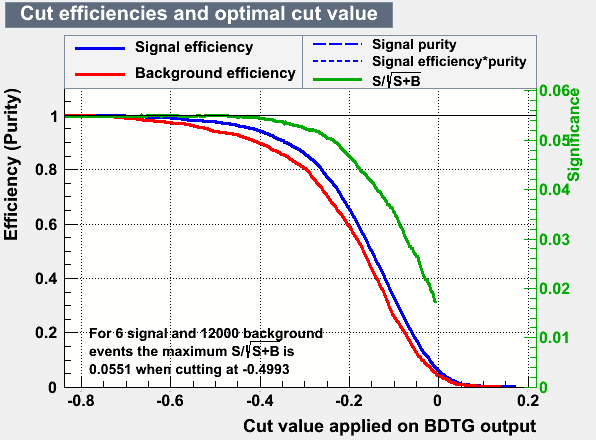 Cut efficiencies and optimal cut value
Signal efficiency
Background efficiency
Signal purity
Signal efficiency*purity
S/√S+B
Efficiency (Purity)
1
0.8
0.6
0.4
0.2
0
0.06
0.05
0.04
0.03
0.02
0.01
0
Significance
For 6 signal and 12000 background
events the maximum S/√S+B is
0.0551 when cutting at -0.4993
-0.8 -0.6 -0.4 -0.2 0 0.2
Cut value applied on BDTG output